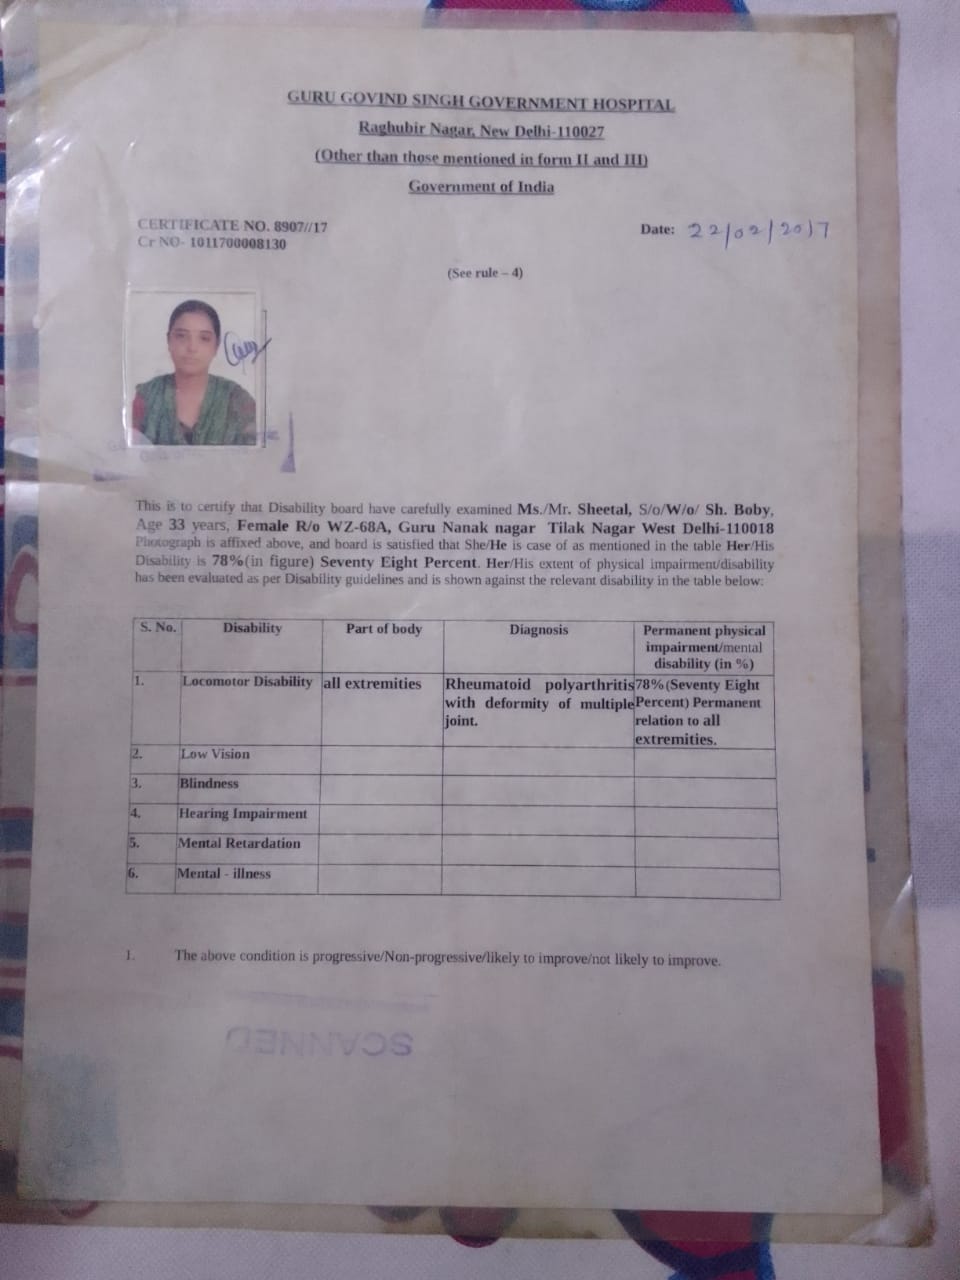 GURU GOVIND SINGH GOVERNMENT HOSPITAL
Raghubir Nagar, New Delhi-110027
(Other than those mentioned in form II and III)
Government of India
CERTIFICATE NO. 8907//17
Date: 22/02/2017
Cr NO- 1011700008130
(See rule – 4)
This is to certify that Disability board have carefully examined Ms./Mr. Sheetal, S/o/W/o/ Sh. Boby,
Age 33 years, Female R/o WZ-68A, Guru Nanak nagar Tilak Nagar West Delhi-110018
Photograph is affixed above, and board is satisfied that She/He is case of as mentioned in the table Her/His
Disability is 78%(in figure) Seventy Eight Percent. Her/His extent of physical impairment/disability
has been evaluated as per Disability guidelines and is shown against the relevant disability in the table below:
S. No. Disability Part of body Diagnosis Permanent physical
impairment/mental
disability (in %)
1. Locomotor Disability all extremities Rheumatoid polyarthritis 78%(Seventy Eight
with deformity of multiple Percent) Permanent
joint. relation to all
extremities.
2. Low Vision
3. Blindness
4. Hearing Impairment
5. Mental Retardation
6. Mental - illness
1. The above condition is progressive/Non-progressive/likely to improve/not likely to improve.
SCANNED